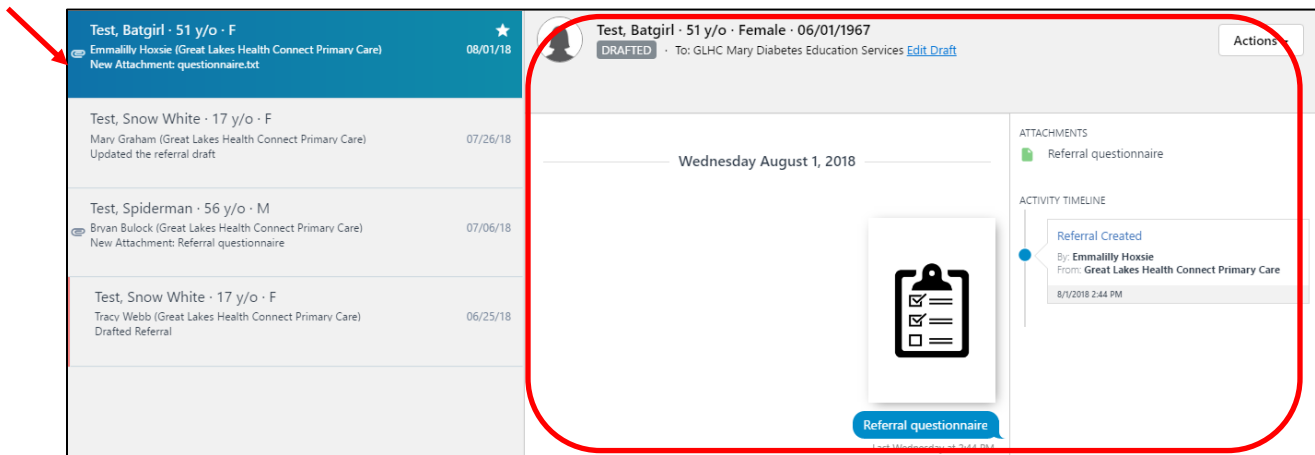 Test, Batgirl · 51 y/o · F
Emmalilly Hoxsie (Great Lakes Health Connect Primary Care) 08/01/18
New Attachment: questionnaire.txt
Test, Snow White · 17 y/o · F
Mary Graham (Great Lakes Health Connect Primary Care) 07/26/18
Updated the referral draft
Test, Spiderman · 56 y/o · M
Bryan Bulock (Great Lakes Health Connect Primary Care) 07/06/18
New Attachment: Referral questionnaire
Test, Snow White · 17 y/o · F
Tracy Webb (Great Lakes Health Connect Primary Care) 06/25/18
Drafted Referral
Test, Batgirl · 51 y/o · Female · 06/01/1967
DRAFTED · To: GLHC Mary Diabetes Education Services Edit Draft
Actions
Wednesday August 1, 2018
Referral questionnaire
Last Wednesday at 2:44 PM
ATTACHMENTS
Referral questionnaire
ACTIVITY TIMELINE
Referral Created
By: Emmalilly Hoxsie
From: Great Lakes Health Connect Primary Care
8/1/2018 2:44 PM